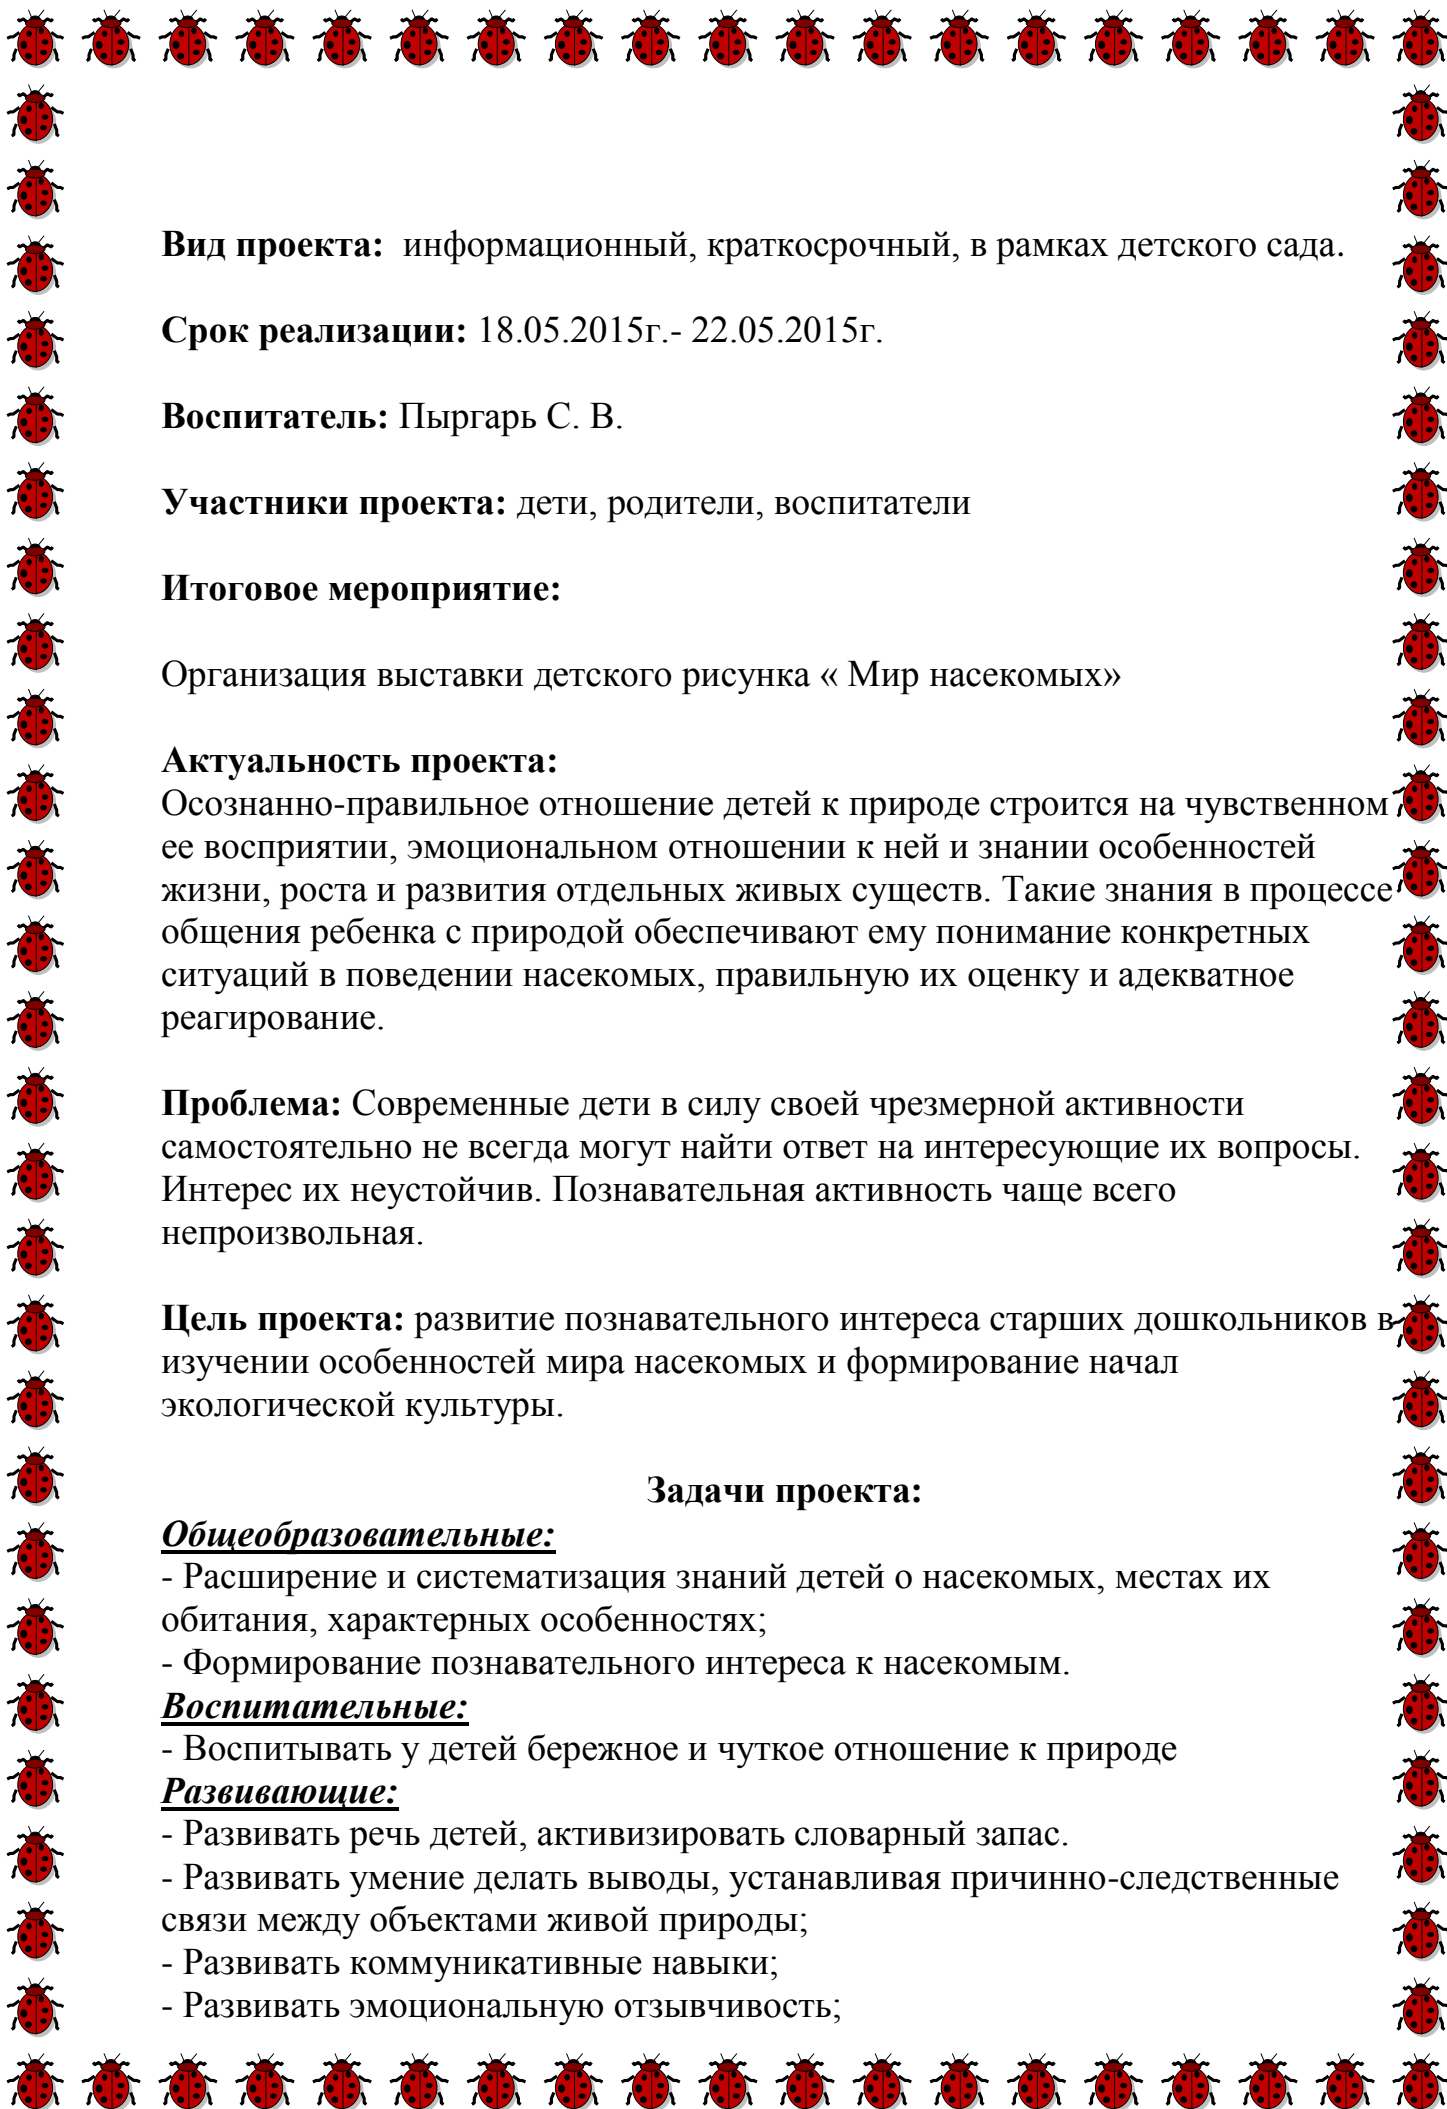 Вид проекта:  информационный, краткосрочный, в рамках детского сада.
Срок реализации: 18.05.2015г.- 22.05.2015г.
Воспитатель: Пыргарь С. В.
Участники проекта: дети, родители, воспитатели
Итоговое мероприятие:
Организация выставки детского рисунка « Мир насекомых»
Актуальность проекта:
Осознанно-правильное отношение детей к природе строится на чувственном
ее восприятии, эмоциональном отношении к ней и знании особенностей
жизни, роста и развития отдельных живых существ. Такие знания в процессе
общения ребенка с природой обеспечивают ему понимание конкретных
ситуаций в поведении насекомых, правильную их оценку и адекватное
реагирование.
Проблема: Современные дети в силу своей чрезмерной активности
самостоятельно не всегда могут найти ответ на интересующие их вопросы.
Интерес их неустойчив. Познавательная активность чаще всего
непроизвольная.
Цель проекта: развитие познавательного интереса старших дошкольников в
изучении особенностей мира насекомых и формирование начал
экологической культуры.
Задачи проекта:
Общеобразовательные:
- Расширение и систематизация знаний детей о насекомых, местах их
обитания, характерных особенностях;
- Формирование познавательного интереса к насекомым.
Воспитательные:
- Воспитывать у детей бережное и чуткое отношение к природе
Развивающие:
- Развивать речь детей, активизировать словарный запас.
- Развивать умение делать выводы, устанавливая причинно-следственные
связи между объектами живой природы;
- Развивать коммуникативные навыки;
- Развивать эмоциональную отзывчивость;